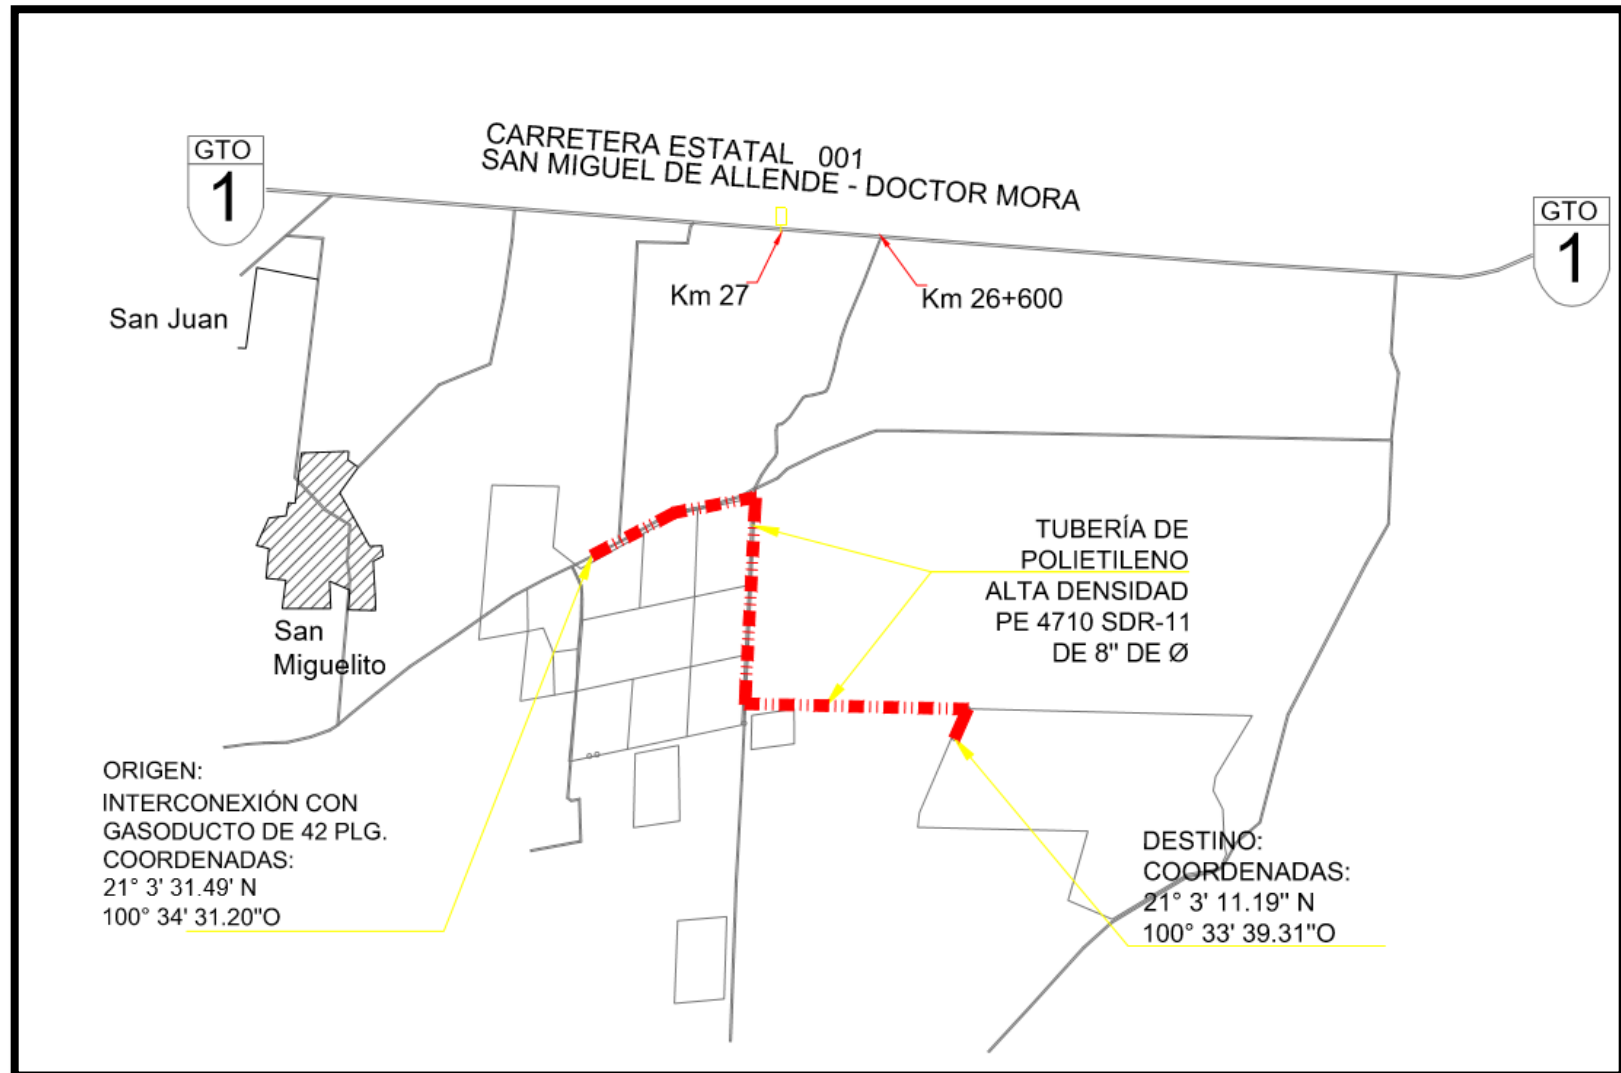 CARRETERA ESTATAL 001
SAN MIGUEL DE ALLENDE - DOCTOR MORA
GTO
1
GTO
1
Km 27
Km 26+600
San Juan
San
Miguelito
TUBERÍA DE
POLIETILENO
ALTA DENSIDAD
PE 4710 SDR-11
DE 8" DE Ø
ORIGEN:
INTERCONEXIÓN CON
GASODUCTO DE 42 PLG.
COORDENADAS:
21° 3' 31.49' N
100° 34' 31.20"O
DESTINO:
COORDENADAS:
21° 3' 11.19" N
100° 33' 39.31"O